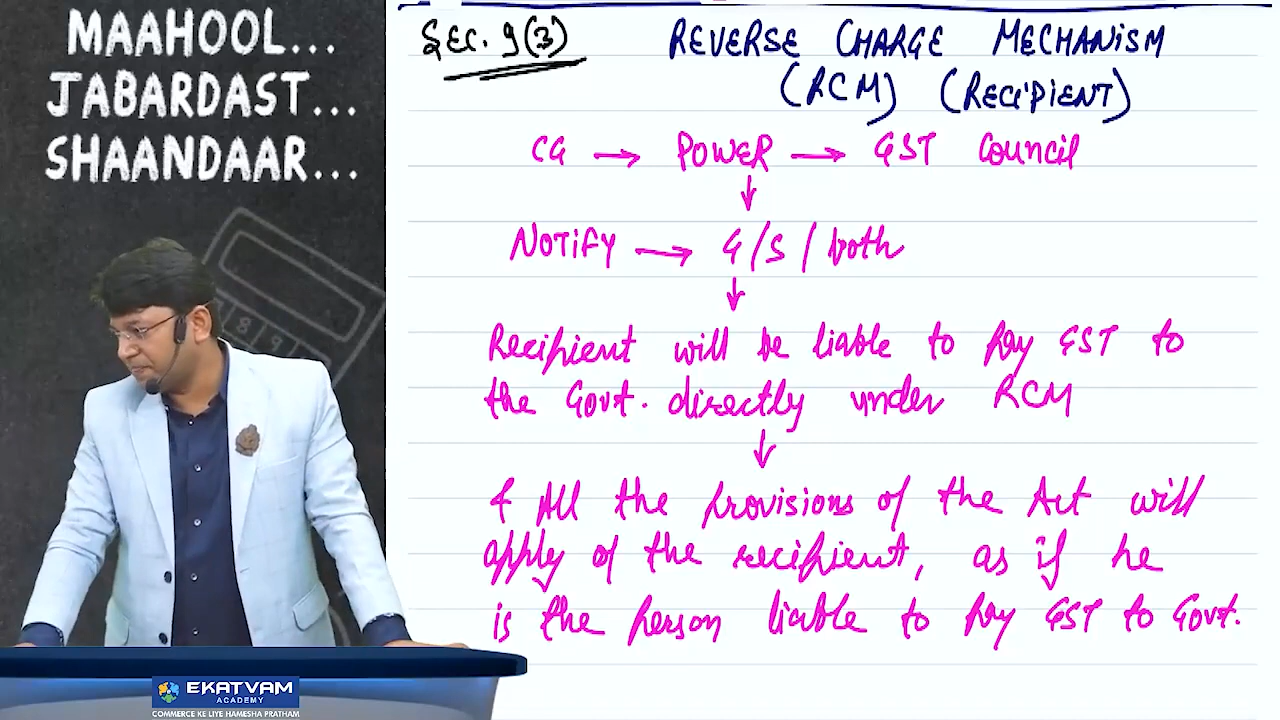 MAAHOOL...
JABARDAST...
SHAANDAAR...
SEC. 9(3)
REVERSE CHARGE MECHANISM
(RCM) (RECIPIENT)
CG → POWER → GST Council
↓
NOTIFY → G/S/both
↓
Recipient will be liable to pay GST to
the Govt. directly under RCM
↓
& All the provisions of the Act will
apply of the recipient, as if he
is the person liable to pay GST to Govt.
EKATVAM
ACADEMY
COMMERCE KE LIYE HAMESHA PRATHAM